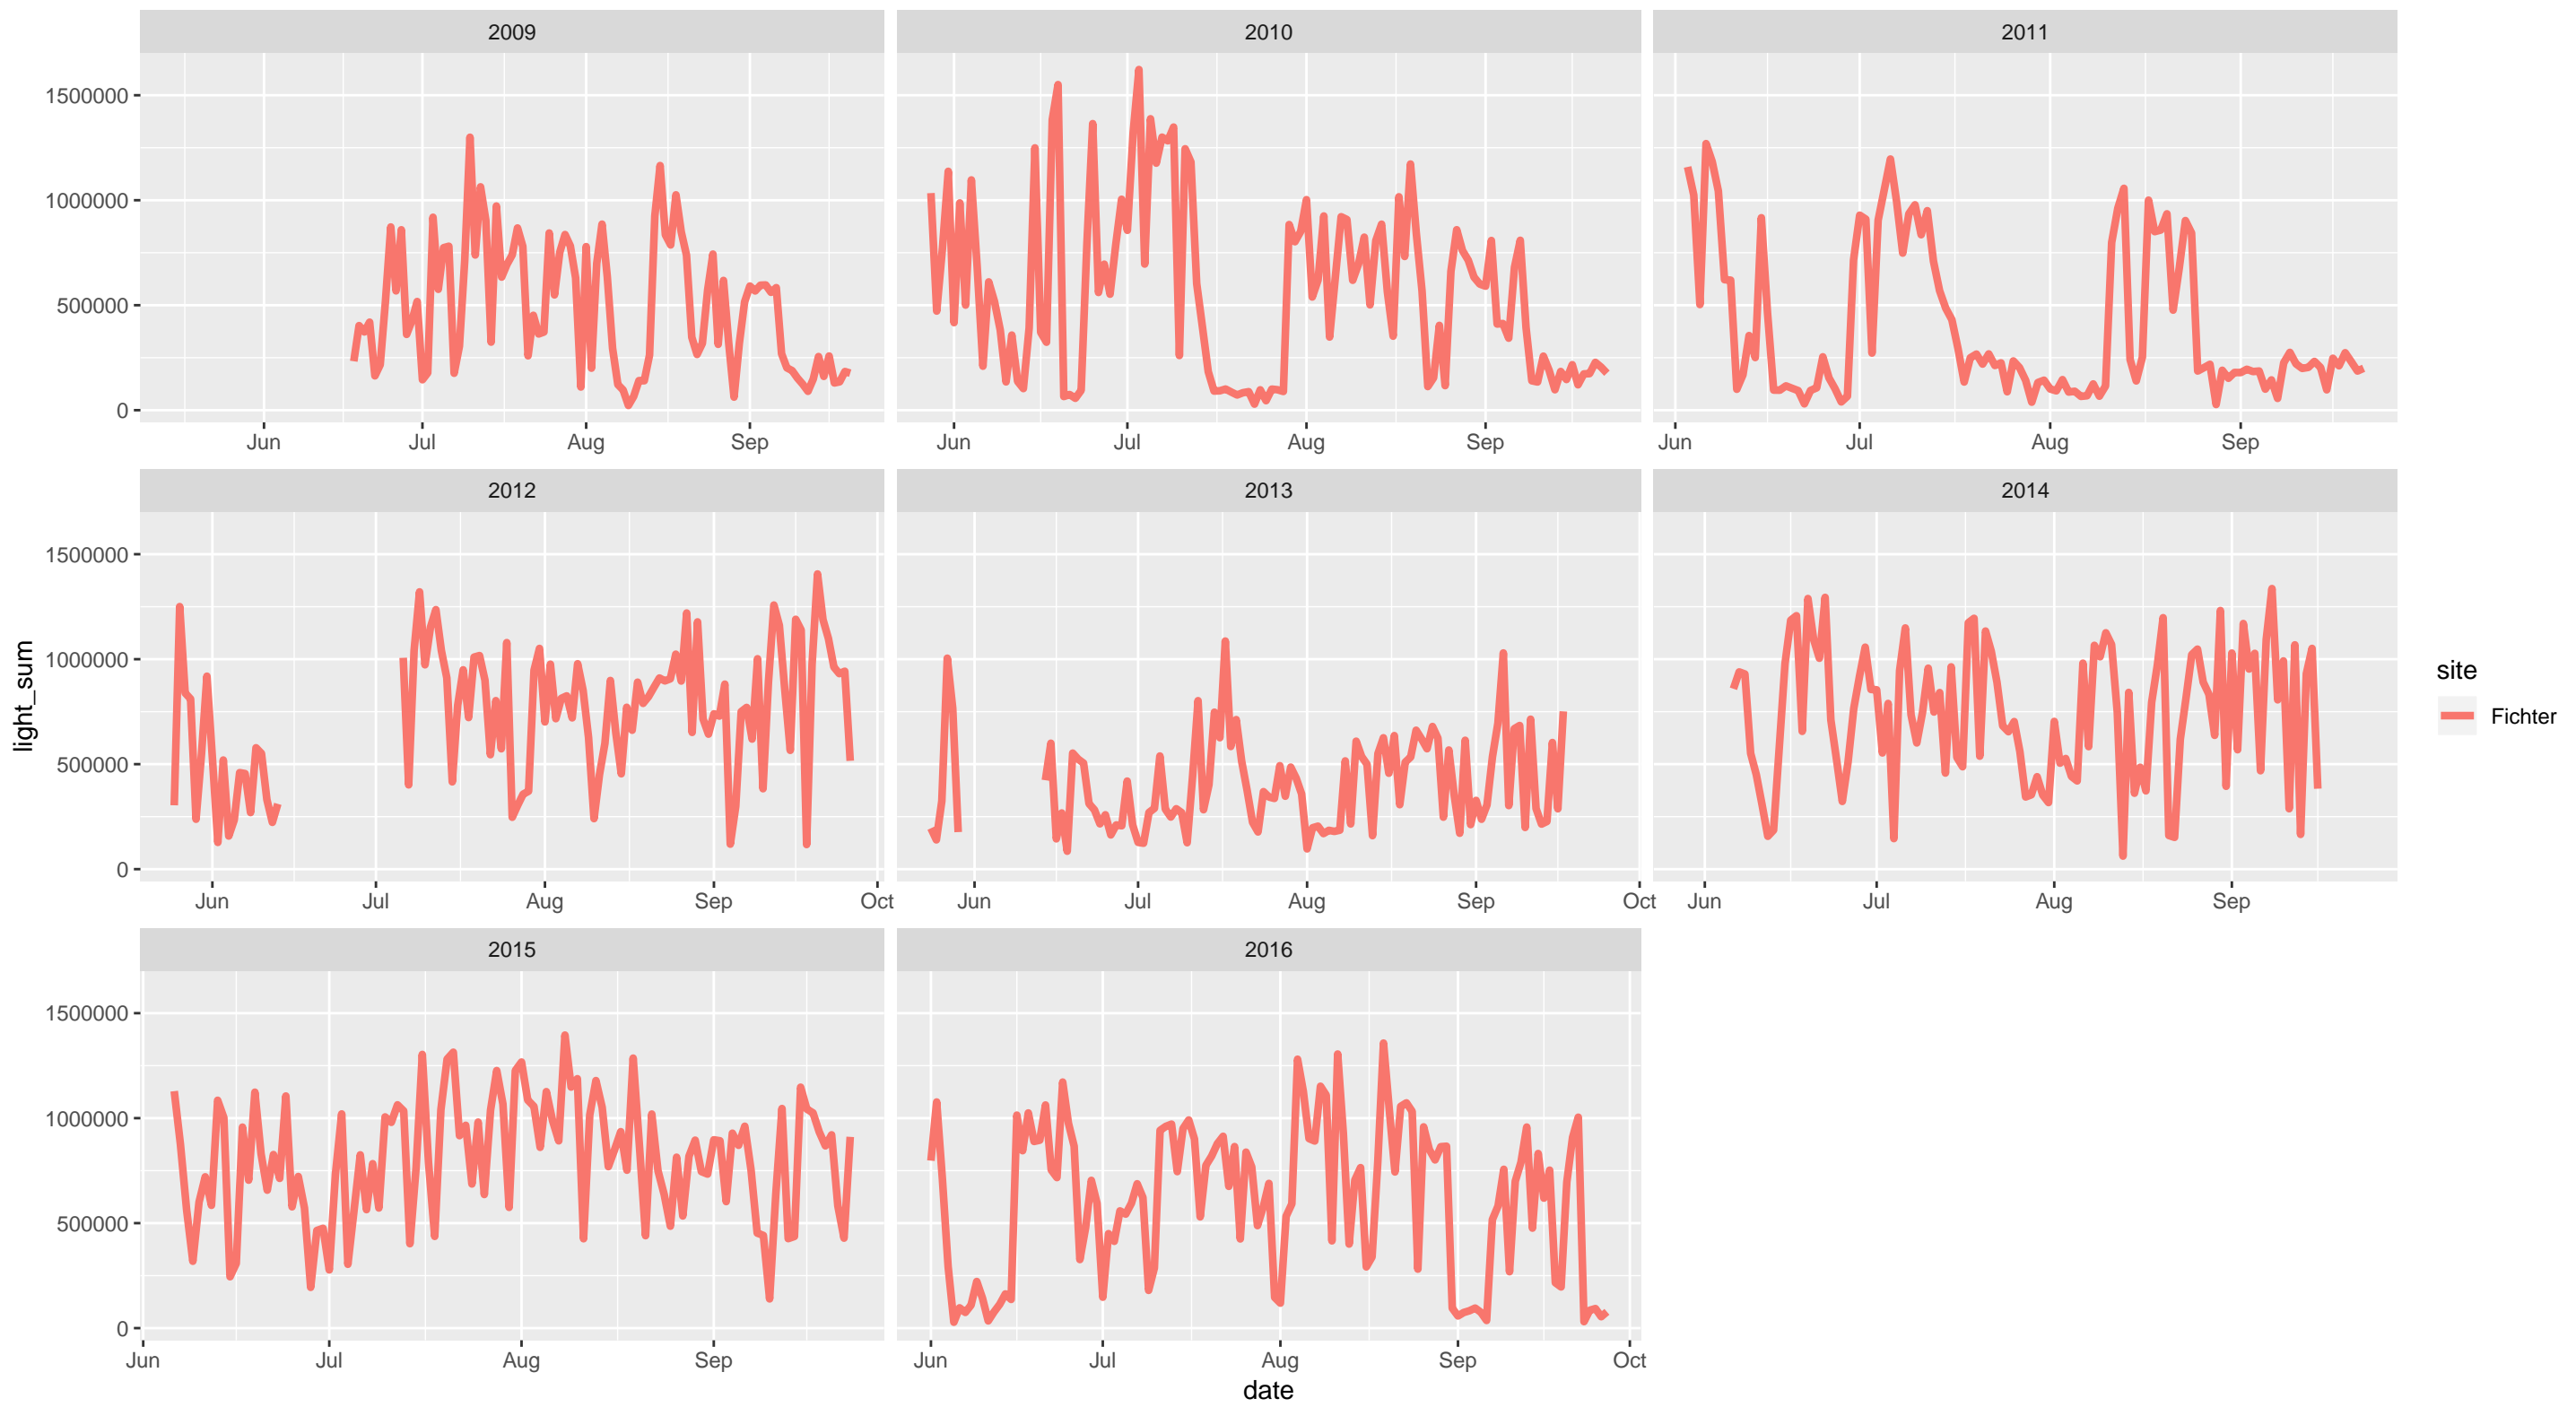 2009 2010 2011
1500000
1000000
500000
0
Jun Jul Aug Sep Jun Jul Aug Sep Jun Jul Aug Sep
2012 2013 2014
1500000
1000000
500000
0
Jun Jul Aug Sep Oct Jun Jul Aug Sep Oct Jun Jul Aug Sep
2015 2016
1500000
1000000
500000
0
Jun Jul Aug Sep Jun Jul Aug Sep Oct
date
light_sum
site
Fichter